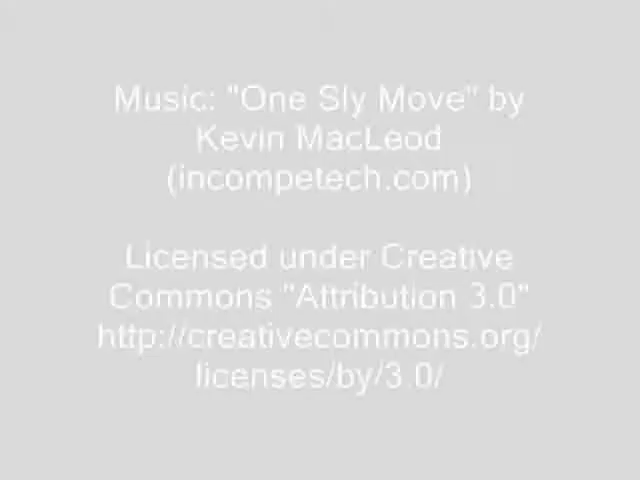 Music: "One Sly Move" by
Kevin MacLeod
(incompetech.com)
Licensed under Creative
Commons "Attribution 3.0"
http://creativecommons.org/
licenses/by/3.0/